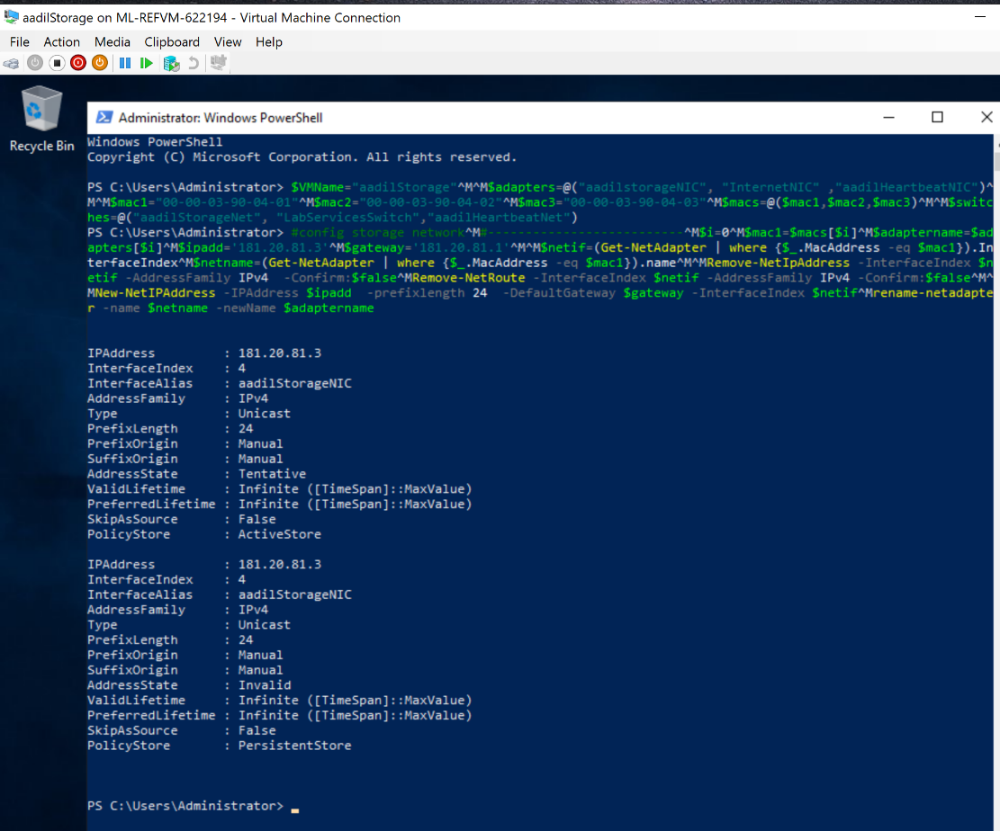 aadilStorage on ML-REFVM-622194 - Virtual Machine Connection
File Action Media Clipboard View Help
Recycle Bin
Administrator: Windows PowerShell
Windows PowerShell
Copyright (C) Microsoft Corporation. All rights reserved.
PS C:\Users\Administrator> $VMName="aadilStorage"^M^M$adapters=@("aadilstorageNIC", "InternetNIC" ,"aadilHeartbeatNIC")^
M^M$mac1="00-00-03-90-04-01"^M$mac2="00-00-03-90-04-02"^M$mac3="00-00-03-90-04-03"^M$macs=@($mac1,$mac2,$mac3)^M^M$switc
hes=@("aadilStorageNet", "LabServicesSwitch","aadilHeartbeatNet")
PS C:\Users\Administrator> #config storage network^M#--------------------------^M$i=0^M$mac1=$macs[$i]^M$adaptername=$ad
apters[$i]^M$ipadd='181.20.81.3'^M$gateway='181.20.81.1'^M^M$netif=(Get-NetAdapter | where {$_.MacAddress -eq $mac1}).In
terfaceIndex^M$netname=(Get-NetAdapter | where {$_.MacAddress -eq $mac1}).name^M^MRemove-NetIpAddress -InterfaceIndex $n
etif -AddressFamily IPv4  -Confirm:$false^MRemove-NetRoute -InterfaceIndex $netif -AddressFamily IPv4 -Confirm:$false^M^
MNew-NetIPAddress -IPAddress $ipadd  -prefixlength 24  -DefaultGateway $gateway -InterfaceIndex $netif^Mrename-netadapte
r -name $netname -newName $adaptername
IPAddress         : 181.20.81.3
InterfaceIndex    : 4
InterfaceAlias    : aadilStorageNIC
AddressFamily     : IPv4
Type              : Unicast
PrefixLength      : 24
PrefixOrigin      : Manual
SuffixOrigin      : Manual
AddressState      : Tentative
ValidLifetime     : Infinite ([TimeSpan]::MaxValue)
PreferredLifetime : Infinite ([TimeSpan]::MaxValue)
SkipAsSource      : False
PolicyStore       : ActiveStore
IPAddress         : 181.20.81.3
InterfaceIndex    : 4
InterfaceAlias    : aadilStorageNIC
AddressFamily     : IPv4
Type              : Unicast
PrefixLength      : 24
PrefixOrigin      : Manual
SuffixOrigin      : Manual
AddressState      : Invalid
ValidLifetime     : Infinite ([TimeSpan]::MaxValue)
PreferredLifetime : Infinite ([TimeSpan]::MaxValue)
SkipAsSource      : False
PolicyStore       : PersistentStore
PS C:\Users\Administrator> _